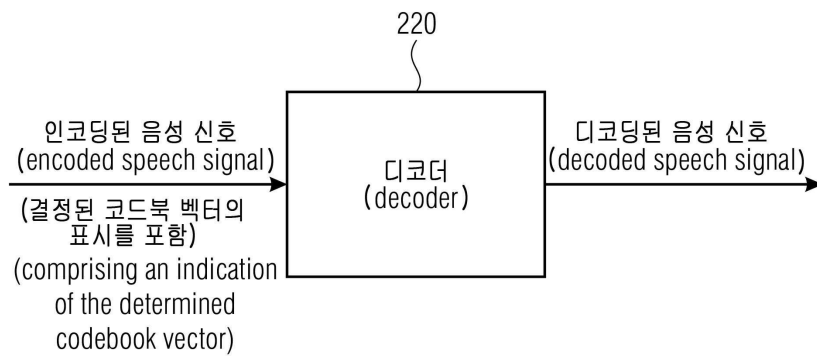 220
인코딩된 음성 신호
(encoded speech signal)
(결정된 코드북 벡터의
표시를 포함)
(comprising an indication
of the determined
codebook vector)
디코더
(decoder)
디코딩된 음성 신호
(decoded speech signal)